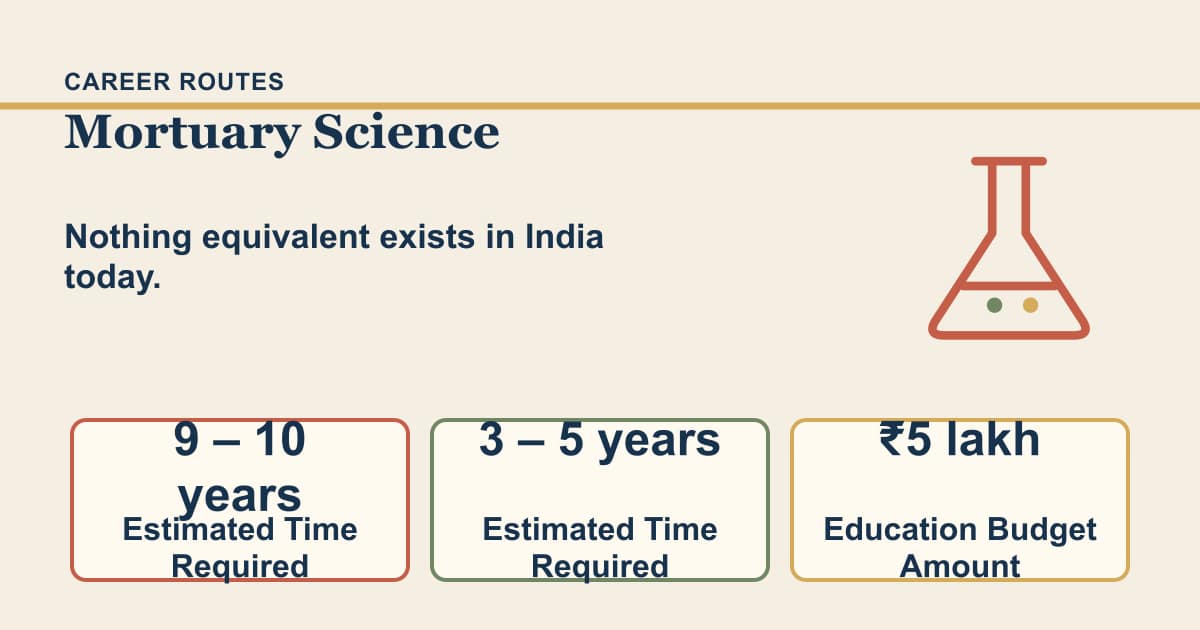 CAREER ROUTES
Mortuary Science
Nothing equivalent exists in India
today.
9 – 10
years
Estimated Time
Required
3 – 5 years
Estimated Time
Required
₹5 lakh
Education Budget
Amount